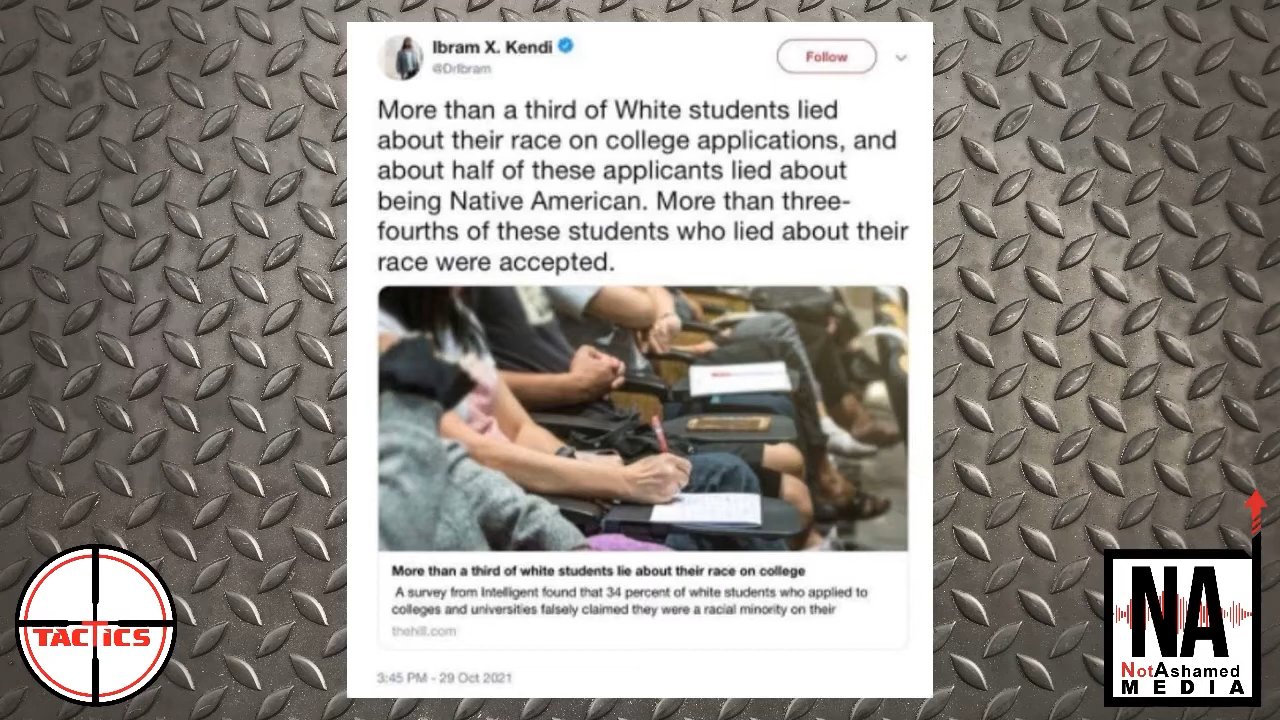 Ibram X. Kendi
@DrIbram
Follow
More than a third of White students lied
about their race on college applications, and
about half of these applicants lied about
being Native American. More than three-
fourths of these students who lied about their
race were accepted.
More than a third of white students lie about their race on college
A survey from Intelligent found that 34 percent of white students who applied to
colleges and universities falsely claimed they were a racial minority on their
thehill.com
3:45 PM - 29 Oct 2021
TACTICS
NA
NotAshamed
MEDIA